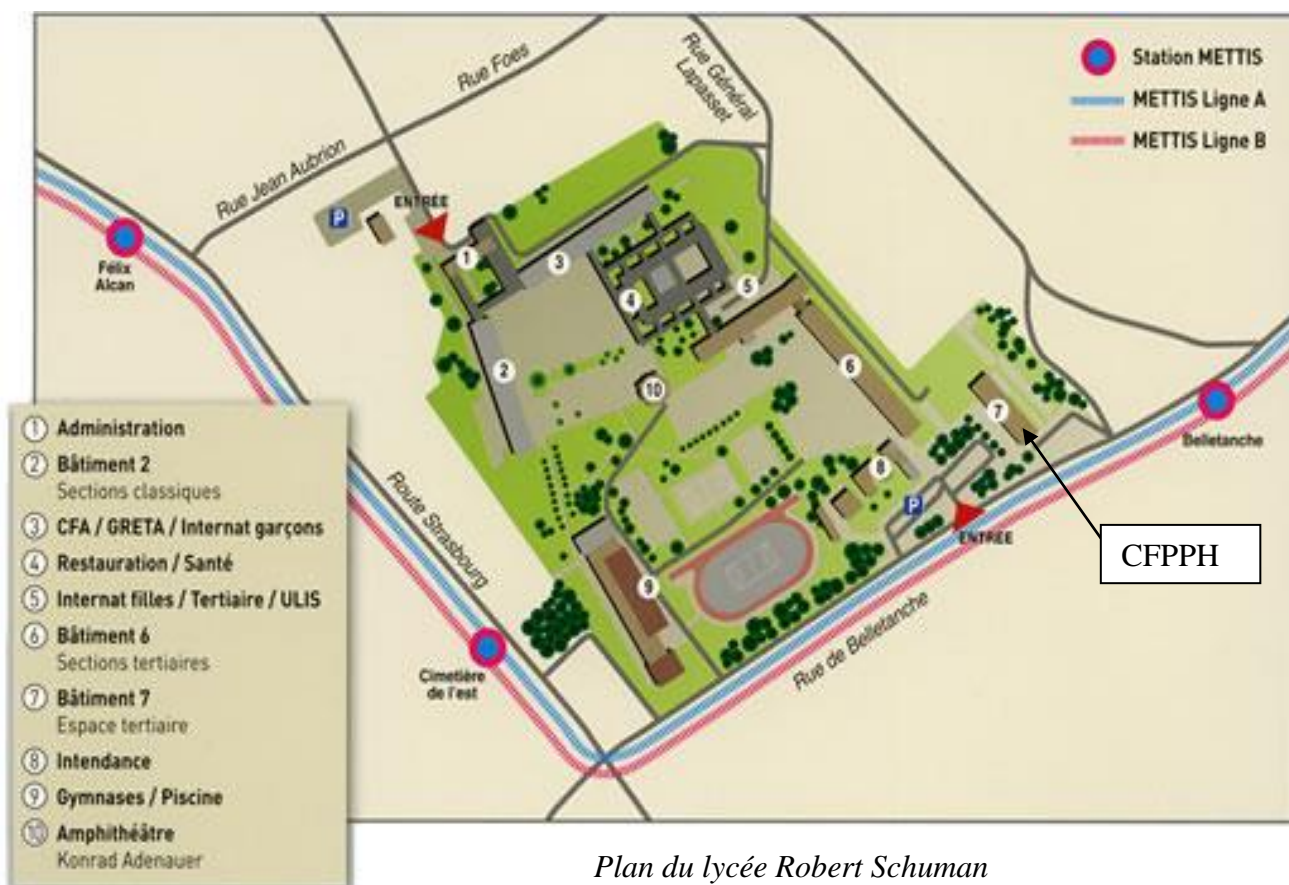 Rue Foes
Rue Général
Lapasset
Station METTIS
METTIS Ligne A
METTIS Ligne B
Rue Jean Aubrion
ENTRÉE
P
Félix
Alcan
1
3
4
5
2
10
6
7
Belletanche
8
P
ENTRÉE
CFPPH
9
Route Strasbourg
Rue de Belletanche
Cimetière
de l'est
1 Administration
2 Bâtiment 2
Sections classiques
3 CFA / GRETA / Internat garçons
4 Restauration / Santé
5 Internat filles / Tertiaire / ULIS
6 Bâtiment 6
Sections tertiaires
7 Bâtiment 7
Espace tertiaire
8 Intendance
9 Gymnases / Piscine
10 Amphithéâtre
Konrad Adenauer
Plan du lycée Robert Schuman